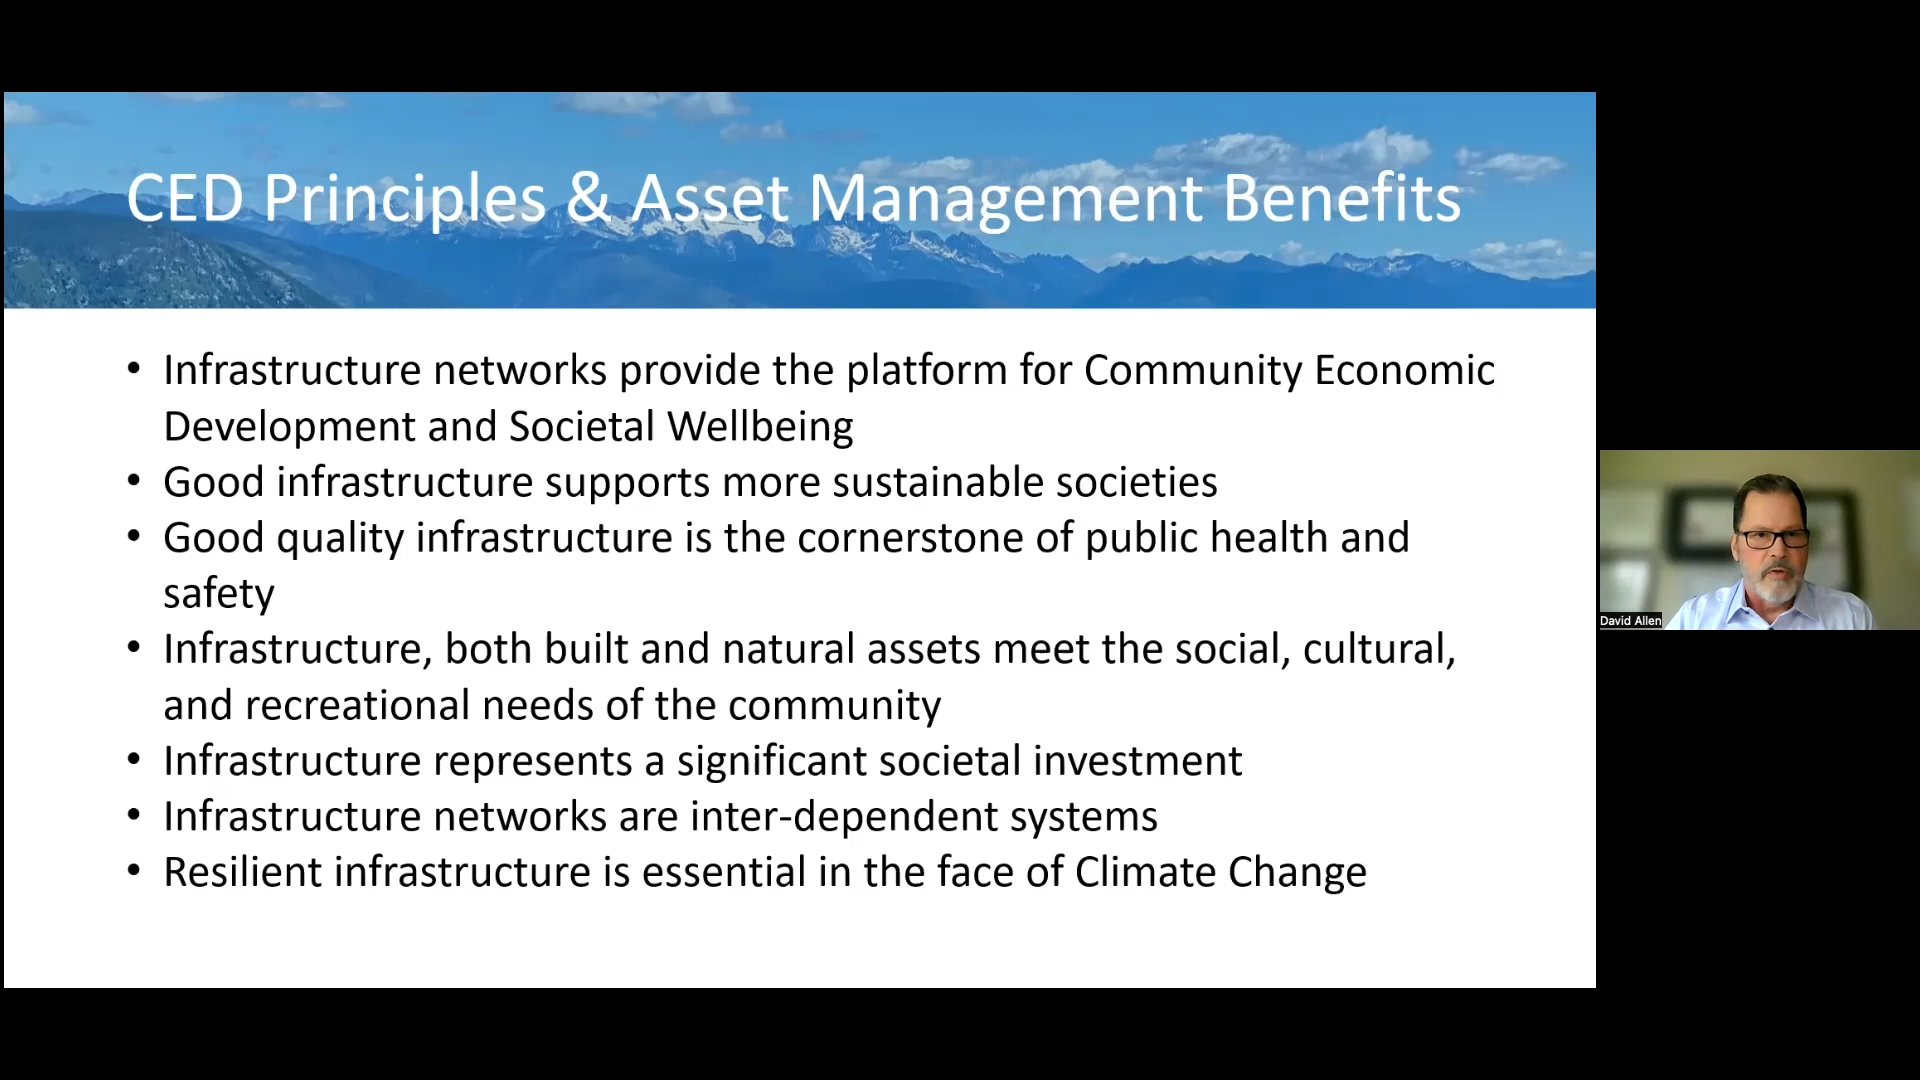 CED Principles & Asset Management Benefits
• Infrastructure networks provide the platform for Community Economic
Development and Societal Wellbeing
• Good infrastructure supports more sustainable societies
• Good quality infrastructure is the cornerstone of public health and
safety
• Infrastructure, both built and natural assets meet the social, cultural,
and recreational needs of the community
• Infrastructure represents a significant societal investment
• Infrastructure networks are inter-dependent systems
• Resilient infrastructure is essential in the face of Climate Change
David Allen